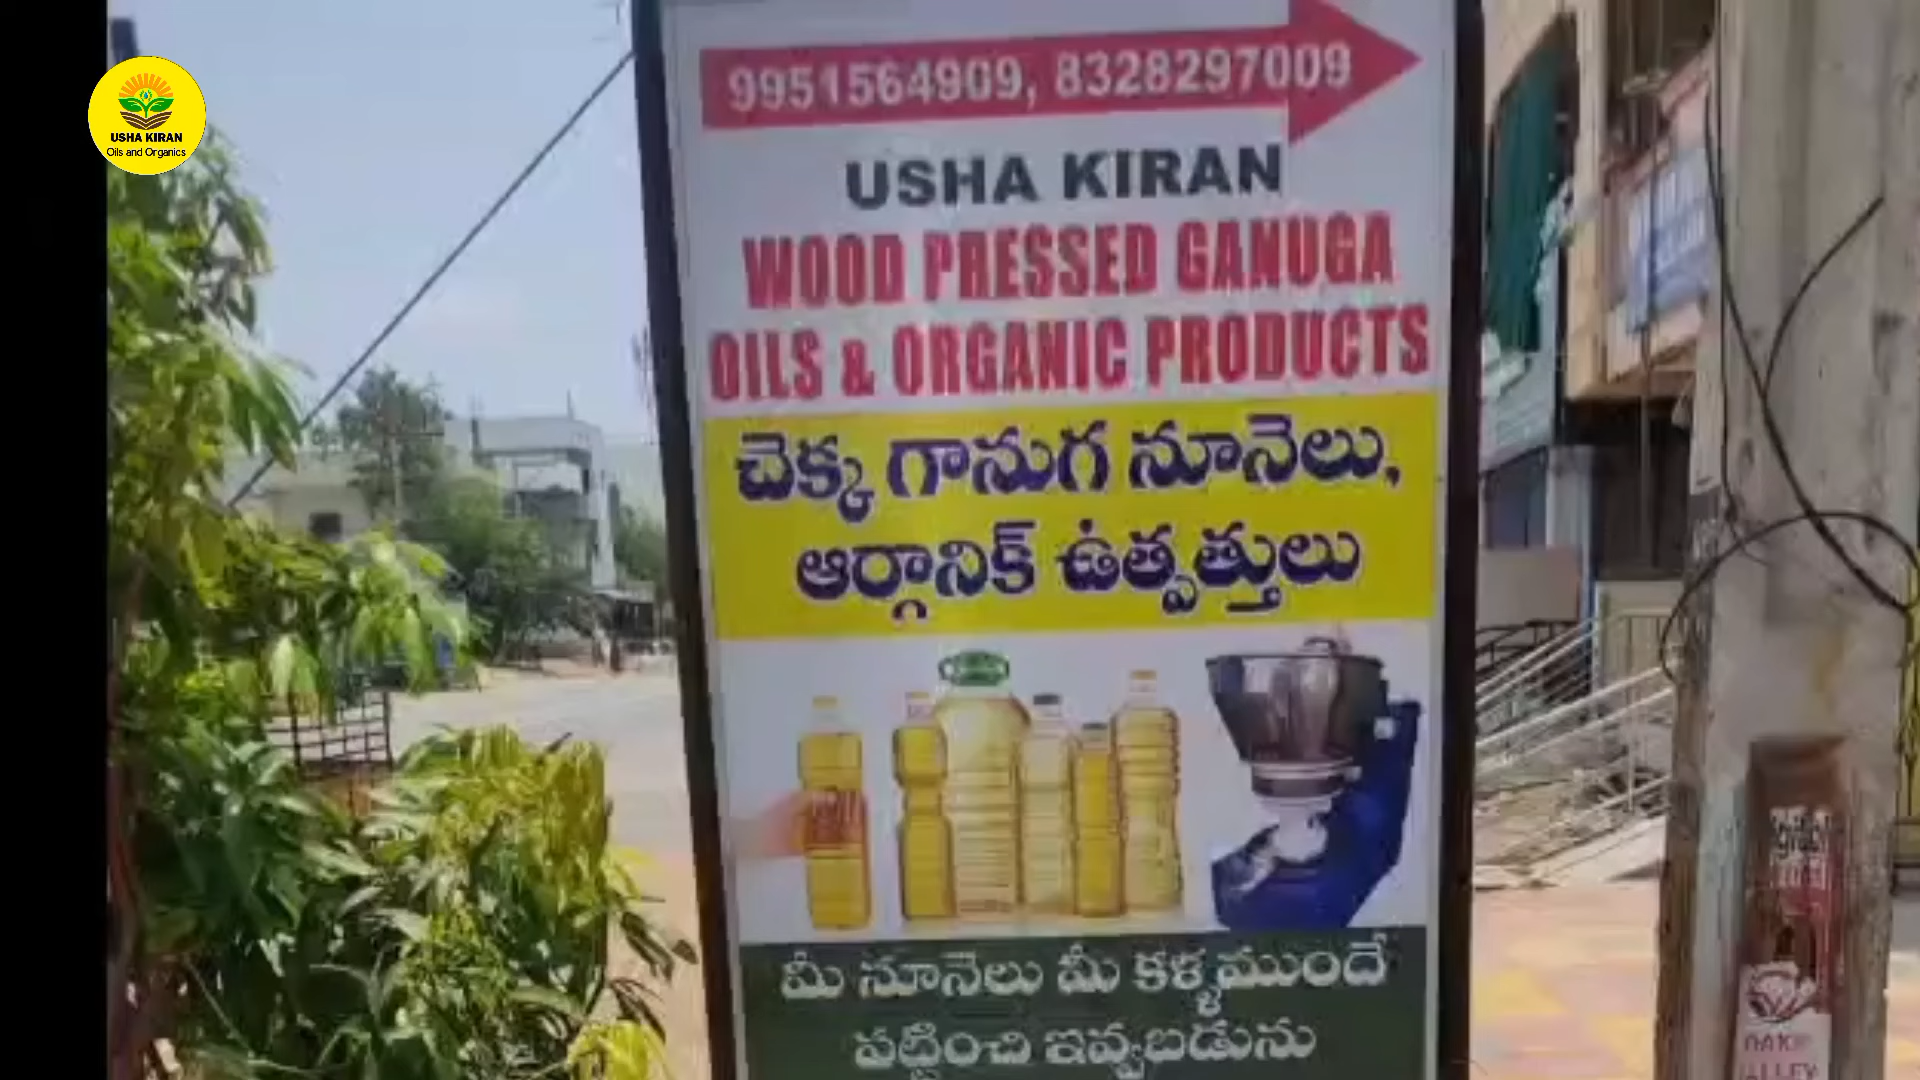 USHA KIRAN
Oils and Organics
9951564909, 8328297009
USHA KIRAN
WOOD PRESSED GANUGA
OILS & ORGANIC PRODUCTS
చెక్క గానుగ నూనెలు,
ఆర్గానిక్ ఉత్పత్తులు
మీ నూనెలు మీ కళ్ళముందే
పట్టించి ఇవ్వబడును